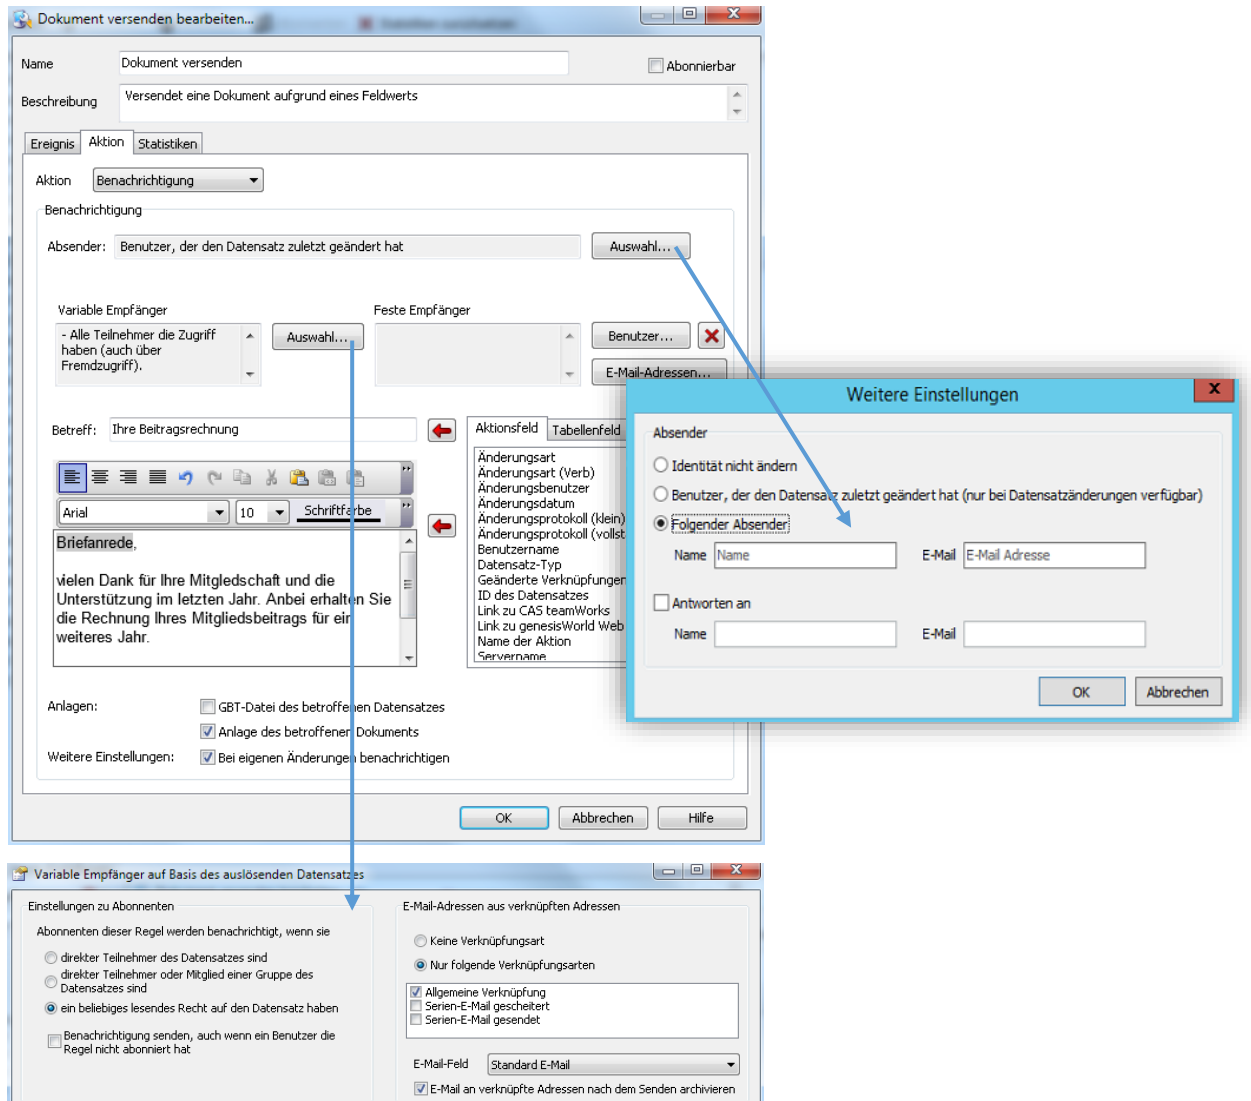 Dokument versenden bearbeiten...
Name
Dokument versenden
Abonnierbar
Beschreibung
Versendet eine Dokument aufgrund eines Feldwerts
Ereignis
Aktion
Statistiken
Aktion
Benachrichtigung
Benachrichtigung
Absender:
Benutzer, der den Datensatz zuletzt geändert hat
Auswahl...
Variable Empfänger
Feste Empfänger
- Alle Teilnehmer die Zugriff
haben (auch über
Fremdzugriff).
Auswahl...
Benutzer...
E-Mail-Adressen...
Betreff:
Ihre Beitragsrechnung
Aktionsfeld
Tabellenfeld
Arial
10
Schriftfarbe
Briefanrede,
vielen Dank für Ihre Mitgledschaft und die
Unterstützung im letzten Jahr. Anbei erhalten Sie
die Rechnung Ihres Mitgliedsbeitrags für ein
weiteres Jahr.
Änderungsart
Änderungsart (Verb)
Änderungsbenutzer
Änderungsdatum
Änderungsprotokoll (klein)
Änderungsprotokoll (vollst
Benutzername
Datensatz-Typ
Geänderte Verknüpfungen
ID des Datensatzes
Link zu CAS teamWorks
Link zu genesisWorld Web
Name der Aktion
Servername
Anlagen:
GBT-Datei des betroffenen Datensatzes
Anlage des betroffenen Dokuments
Weitere Einstellungen:
Bei eigenen Änderungen benachrichtigen
OK
Abbrechen
Hilfe
Weitere Einstellungen
X
Absender
Identität nicht ändern
Benutzer, der den Datensatz zuletzt geändert hat (nur bei Datensatzänderungen verfügbar)
Folgender Absender
Name
Name
E-Mail
E-Mail Adresse
Antworten an
Name
E-Mail
OK
Abbrechen
Variable Empfänger auf Basis des auslösenden Datensatzes
Einstellungen zu Abonnenten
Abonnenten dieser Regel werden benachrichtigt, wenn sie
direkter Teilnehmer des Datensatzes sind
direkter Teilnehmer oder Mitglied einer Gruppe des
Datensatzes sind
ein beliebiges lesendes Recht auf den Datensatz haben
Benachrichtigung senden, auch wenn ein Benutzer die
Regel nicht abonniert hat
E-Mail-Adressen aus verknüpften Adressen
Keine Verknüpfungsart
Nur folgende Verknüpfungsarten
Allgemeine Verknüpfung
Serien-E-Mail gescheitert
Serien-E-Mail gesendet
E-Mail-Feld
Standard E-Mail
E-Mail an verknüpfte Adressen nach dem Senden archivieren